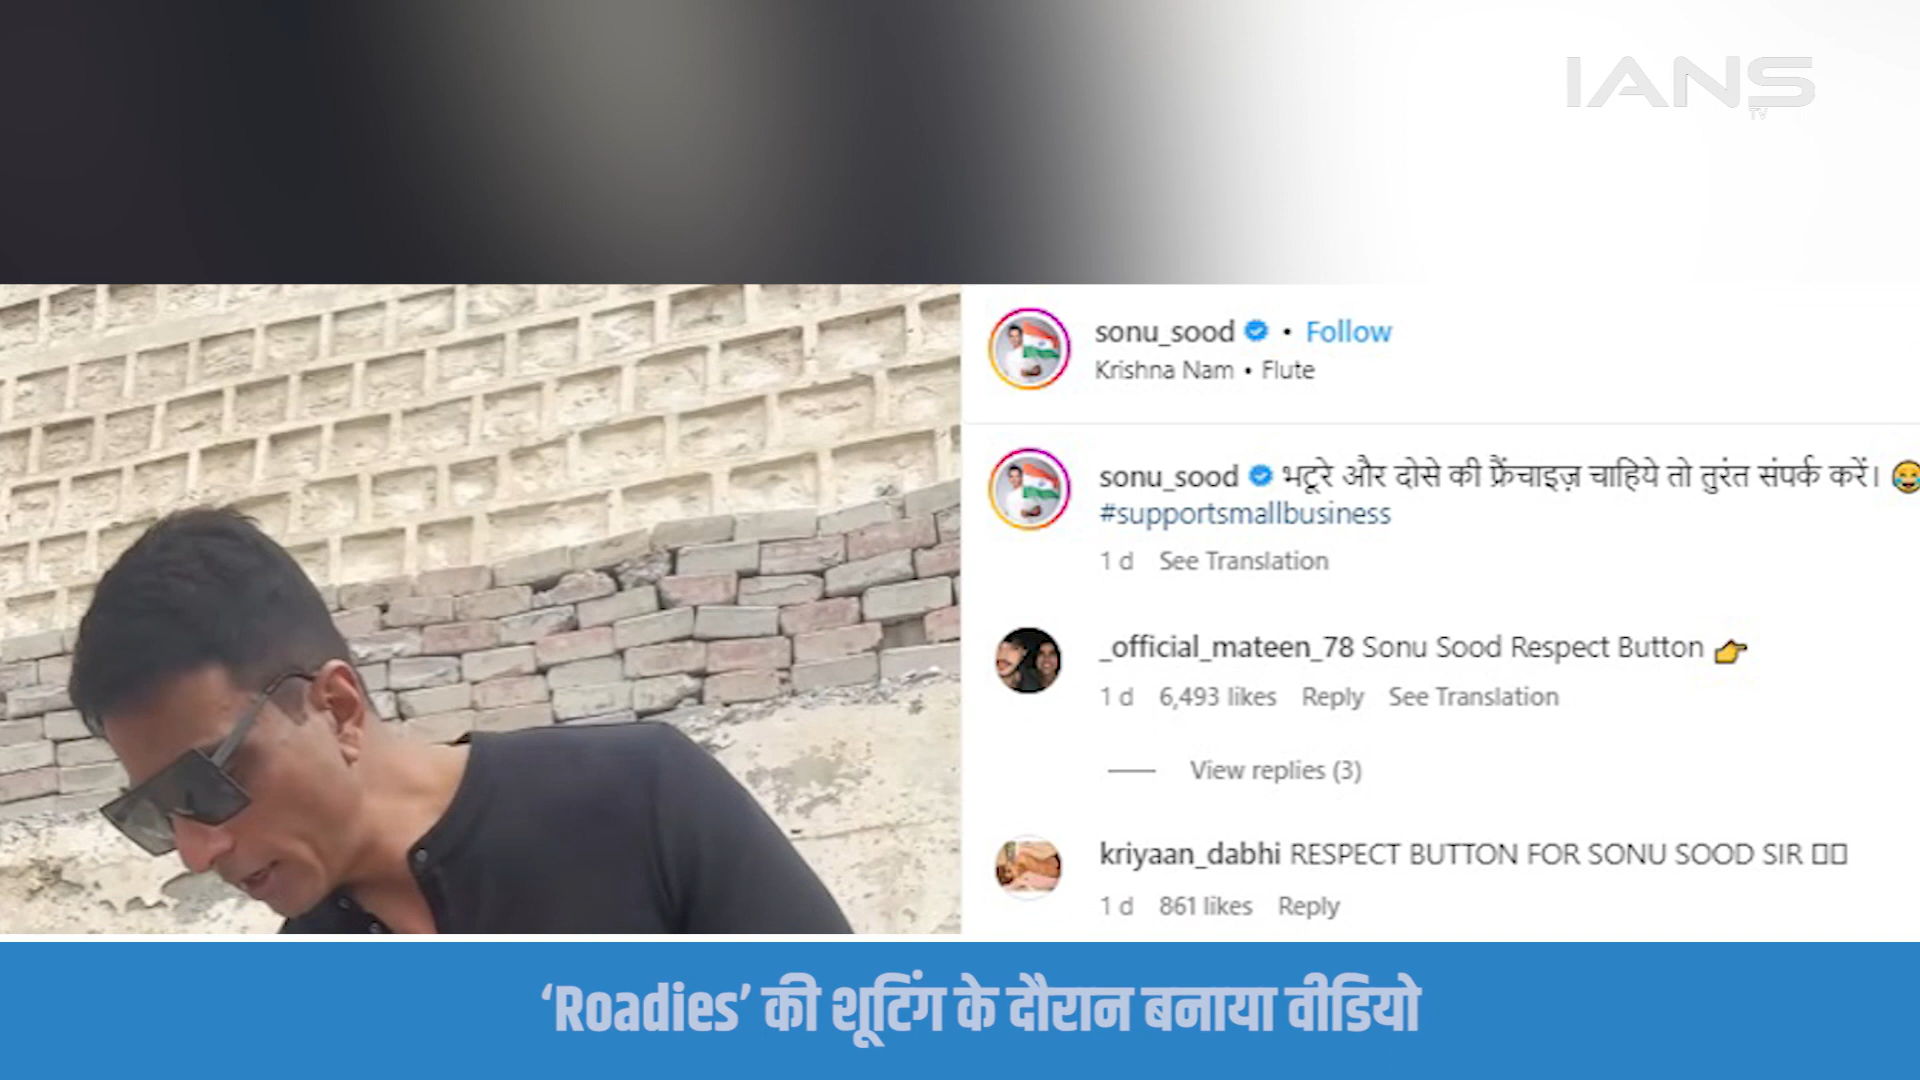 IANS
TV
sonu_sood • Follow
Krishna Nam • Flute
sonu_sood भटूरे और दोसे की फ्रैंचाइज़ चाहिये तो तुरंत संपर्क करें। 😂
#supportsmallbusiness
1 d See Translation
_official_mateen_78 Sonu Sood Respect Button 👉
1 d 6,493 likes Reply See Translation
View replies (3)
kriyaan_dabhi RESPECT BUTTON FOR SONU SOOD SIR
1 d 861 likes Reply
‘Roadies’ की शूटिंग के दौरान बनाया वीडियो